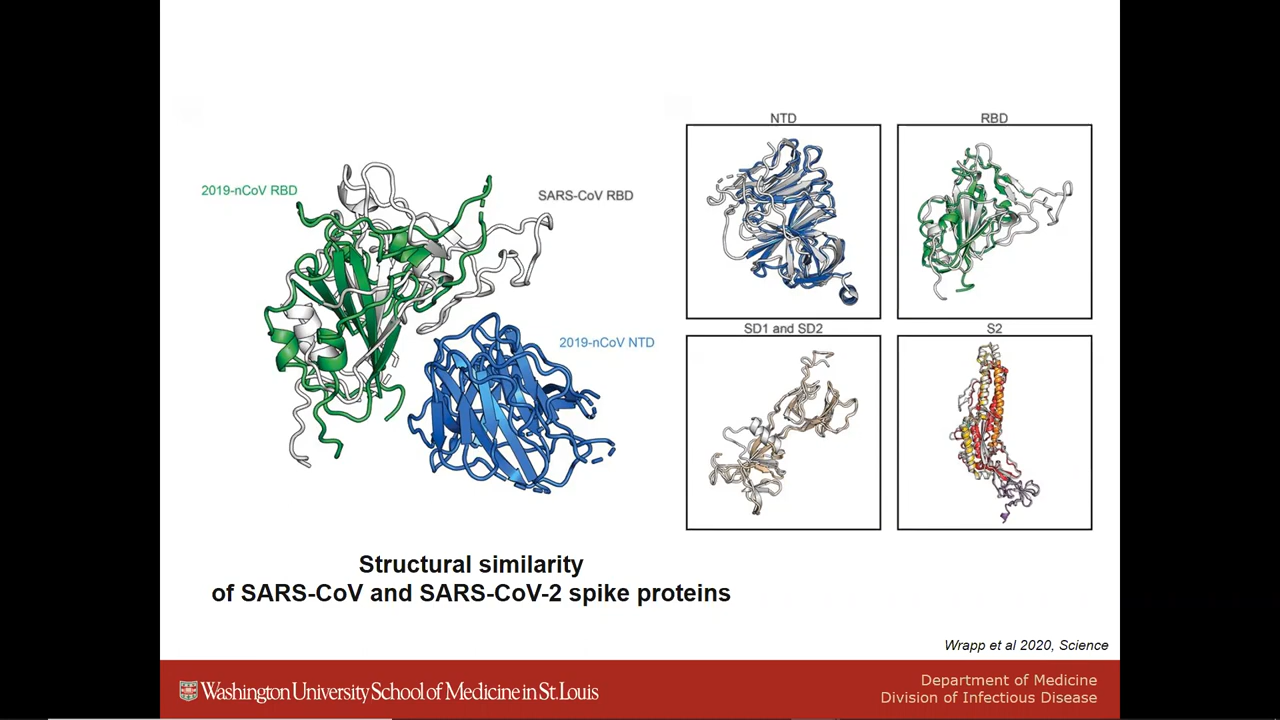 2019-nCoV RBD
SARS-CoV RBD
2019-nCoV NTD
NTD
RBD
SD1 and SD2
S2
Structural similarity
of SARS-CoV and SARS-CoV-2 spike proteins
Wrapp et al 2020, Science
Washington University School of Medicine in St. Louis
Department of Medicine
Division of Infectious Disease